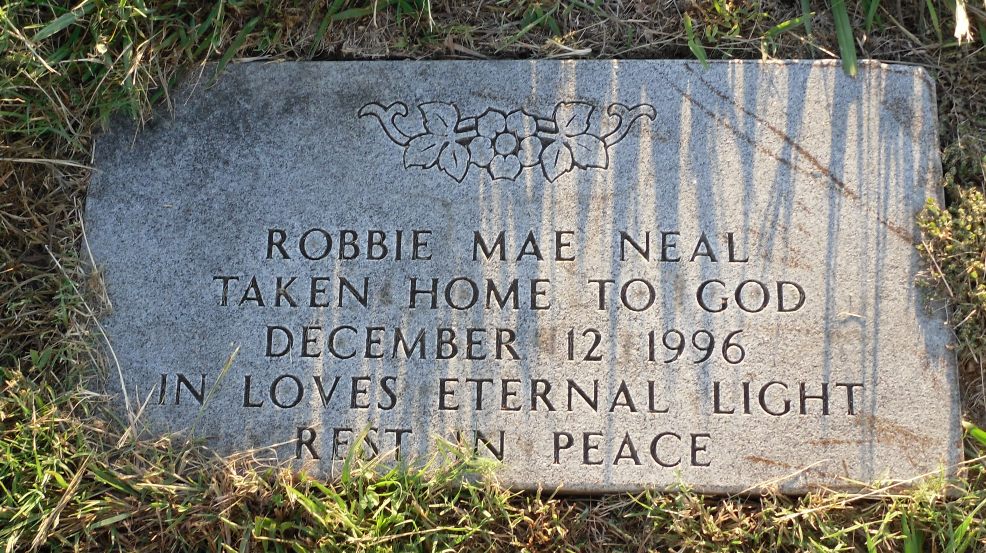 ROBBIE MAE NEAL
TAKEN HOME TO GOD
DECEMBER 12 1996
IN LOVES ETERNAL LIGHT
REST IN PEACE